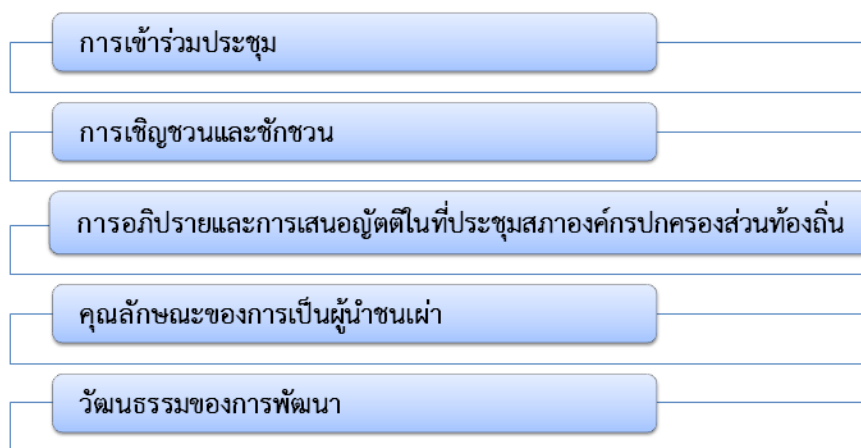 การเข้าร่วมประชุม
การเชิญชวนและชักชวน
การอภิปรายและการเสนอญัตติในที่ประชุมสภาองค์กรปกครองส่วนท้องถิ่น
คุณลักษณะของการเป็นผู้นำชนเผ่า
วัฒนธรรมของการพัฒนา